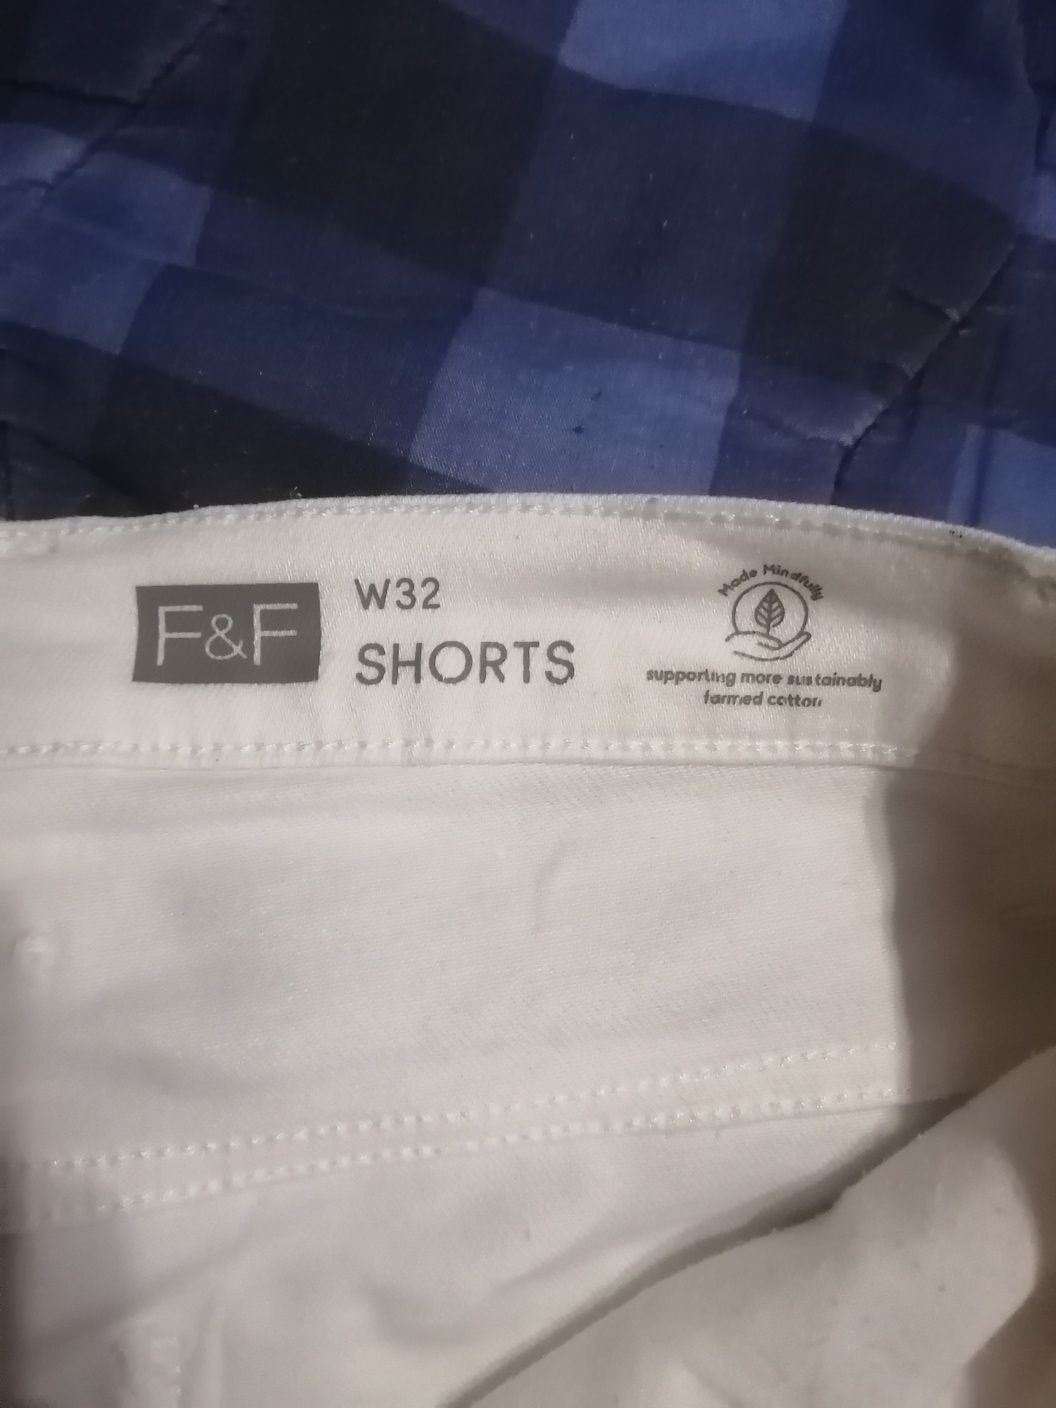 F&F
W32
SHORTS
Made Mindfully
supporting more sustainably
farmed cotton